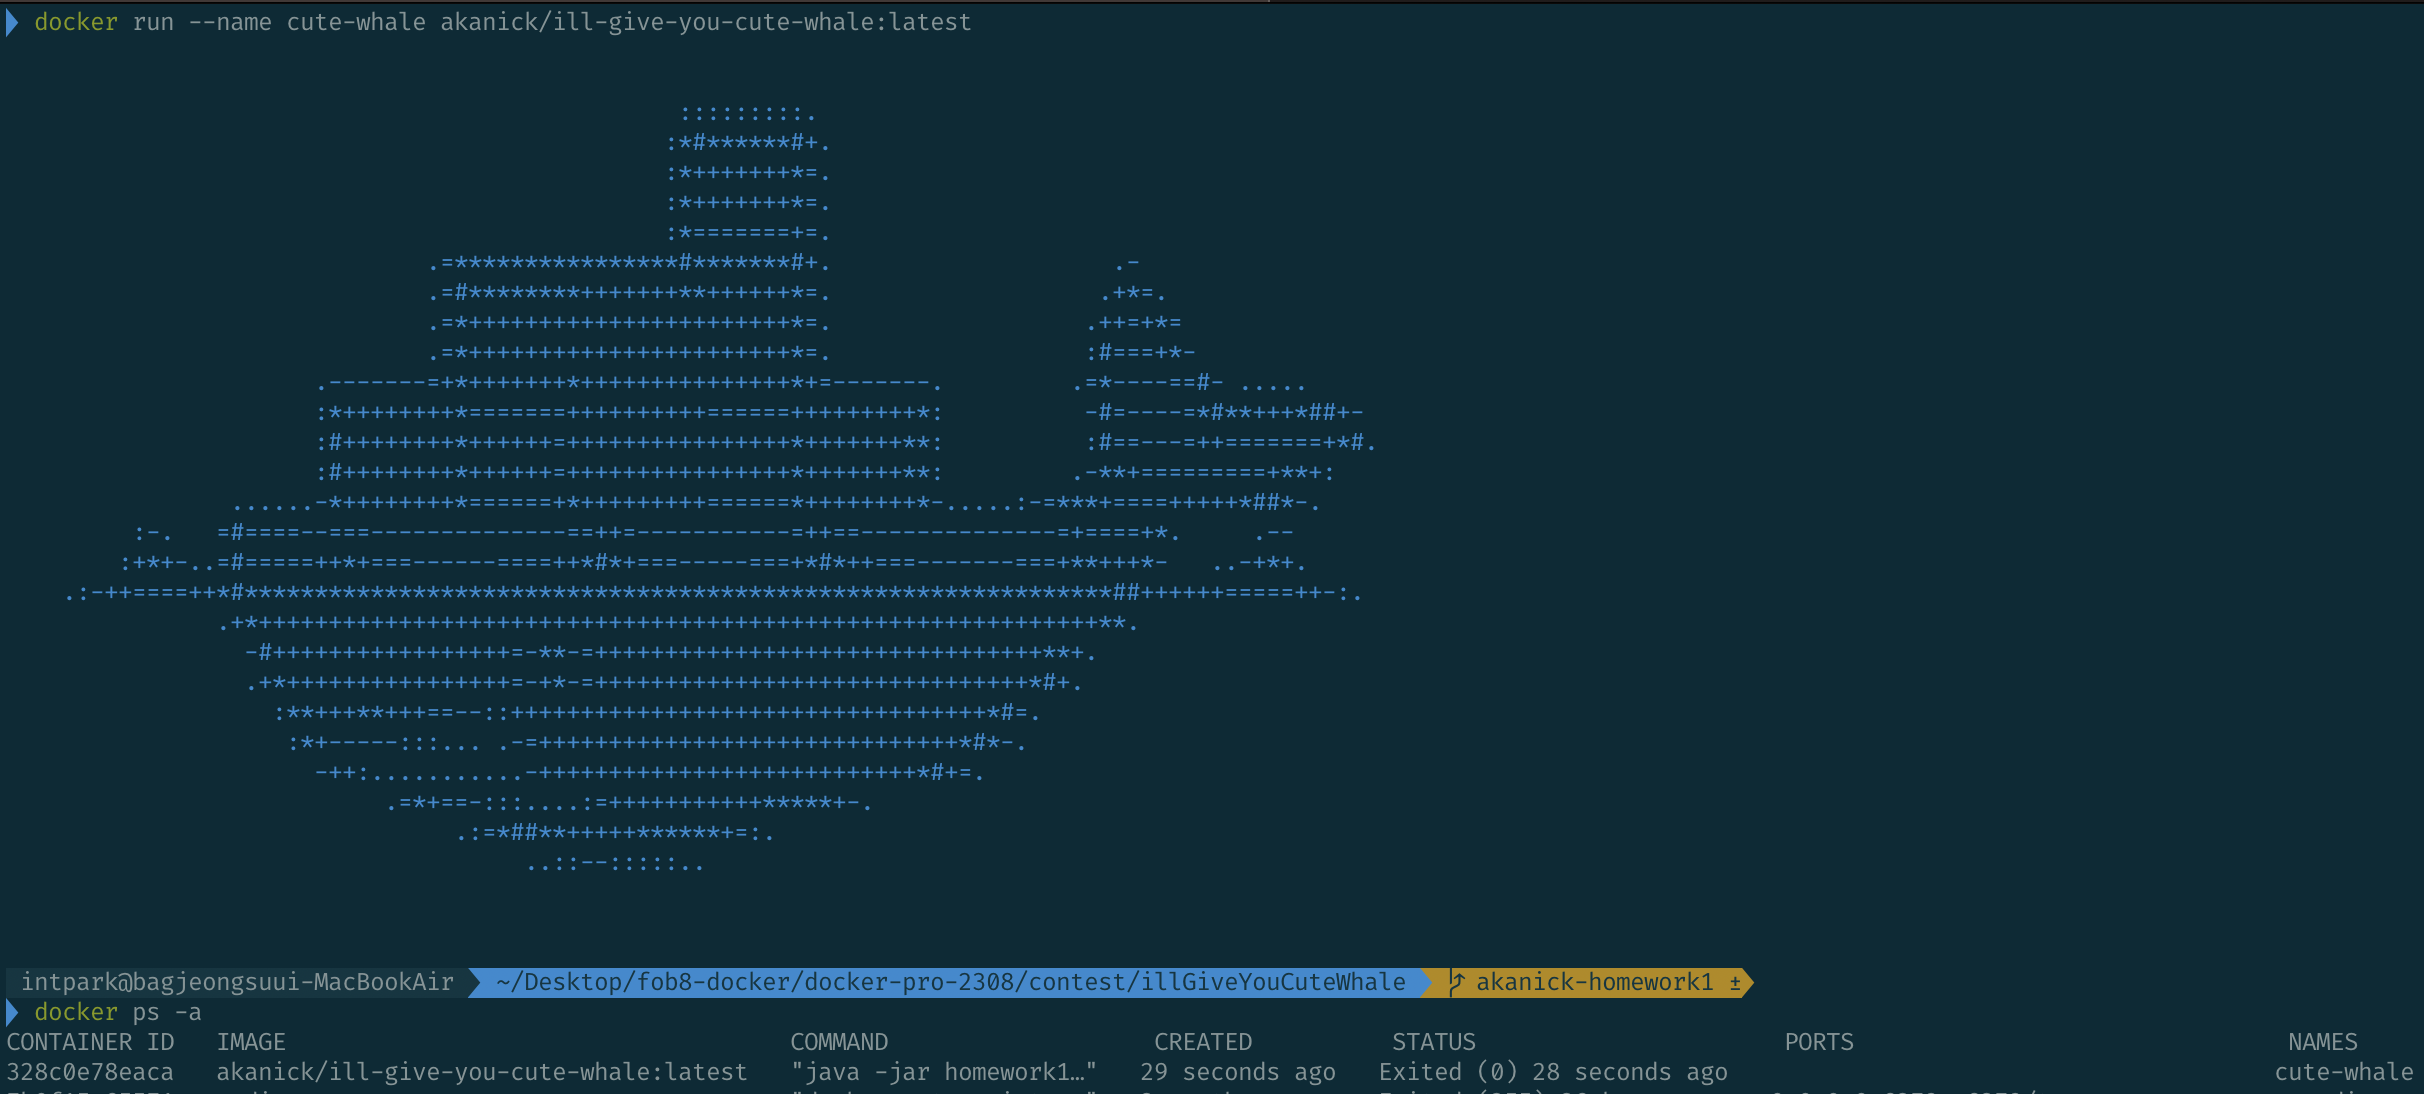 docker run --name cute-whale akanick/ill-give-you-cute-whale:latest
intpark@bagjeongsuui-MacBookAir ~/Desktop/fob8-docker/docker-pro-2308/contest/illGiveYouCuteWhale akanick-homework1 ±
docker ps -a
CONTAINER ID IMAGE COMMAND CREATED STATUS PORTS NAMES
328c0e78eaca akanick/ill-give-you-cute-whale:latest "java -jar homework1…" 29 seconds ago Exited (0) 28 seconds ago cute-whale